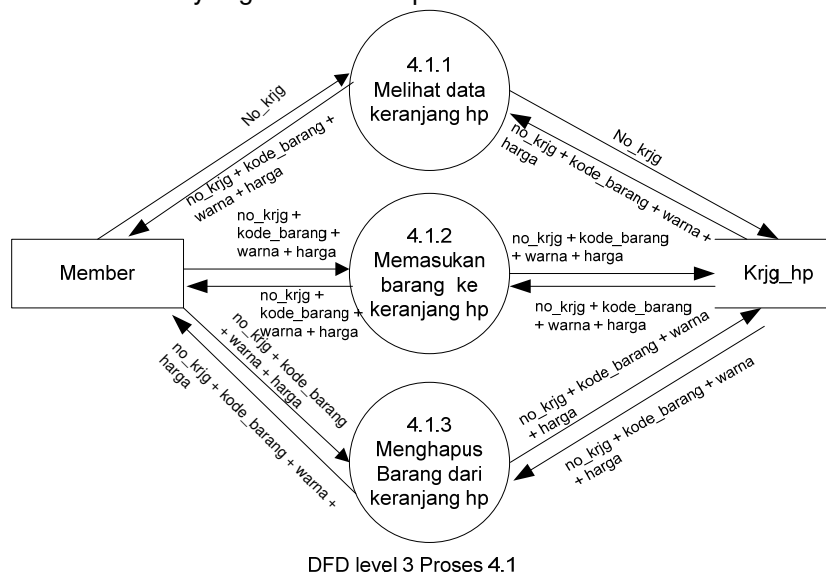 4.1.1
Melihat data
keranjang hp
No_krjg
no_krjg + kode_barang +
warna + harga
No_krjg
no_krjg + kode_barang + warna +
harga
Member
no_krjg +
kode_barang +
warna + harga
no_krjg +
kode_barang +
warna + harga
4.1.2
Memasukan
barang ke
keranjang hp
no_krjg + kode_barang
+ warna + harga
no_krjg + kode_barang
+ warna + harga
Krjg_hp
no_krjg + kode_barang
+ warna + harga
no_krjg + kode_barang + warna +
harga
4.1.3
Menghapus
Barang dari
keranjang hp
no_krjg + kode_barang + warna
+ harga
no_krjg + kode_barang + warna
+ harga
DFD level 3 Proses 4.1